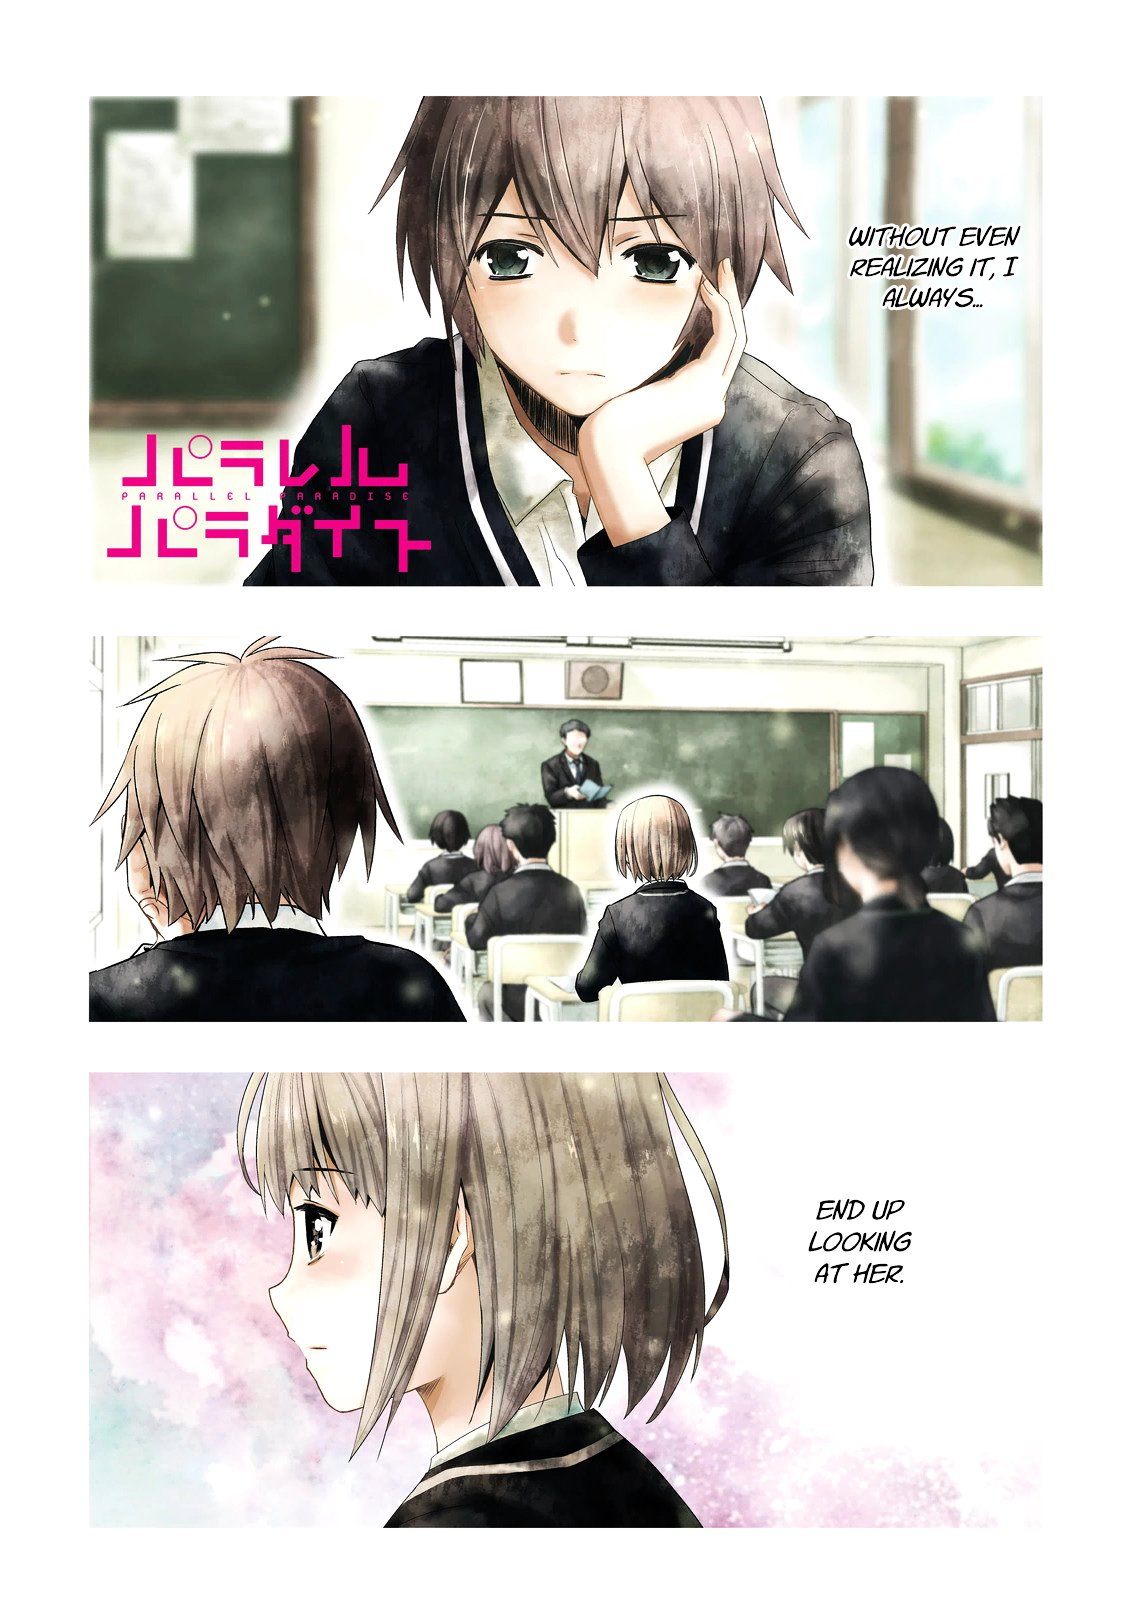 WITHOUT EVEN
REALIZING IT, I
ALWAYS...
パラレル
PARALLEL PARADISE
パラダイス
END UP
LOOKING
AT HER.